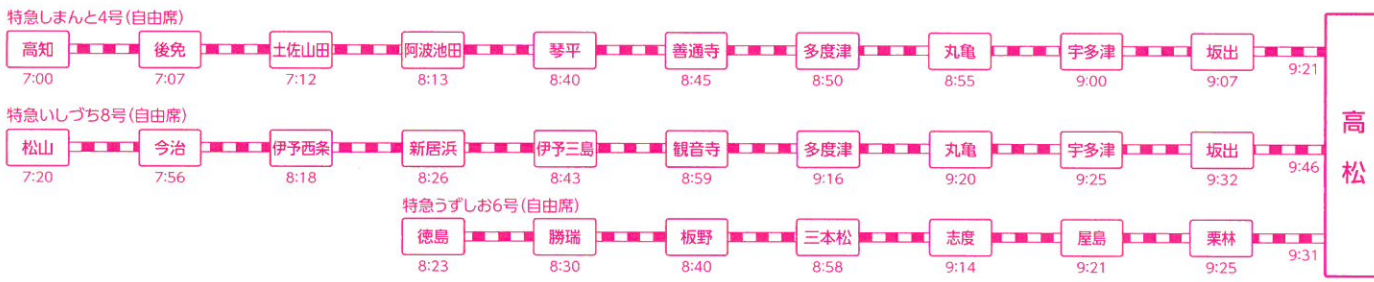 特急しまんと4号(自由席)
高知 後免 土佐山田 阿波池田 琴平 善通寺 多度津 丸亀 宇多津 坂出
7:00 7:07 7:12 8:13 8:40 8:45 8:50 8:55 9:00 9:07 9:21
特急いしづち8号(自由席)
松山 今治 伊予西条 新居浜 伊予三島 観音寺 多度津 丸亀 宇多津 坂出
7:20 7:56 8:18 8:26 8:43 8:59 9:16 9:20 9:25 9:32 9:46
特急うずしお6号(自由席)
徳島 勝瑞 板野 三本松 志度 屋島 栗林
8:23 8:30 8:40 8:58 9:14 9:21 9:25 9:31
高松